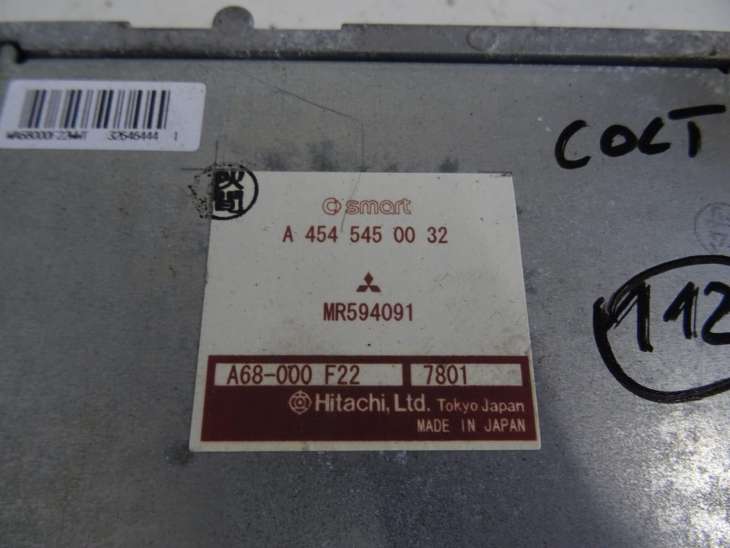 WA68000F22WWT 32646444 1
COLT
smart
A 454 545 00 32
MR594091
112
A68-000 F22 7801
Hitachi, Ltd. Tokyo Japan
MADE IN JAPAN